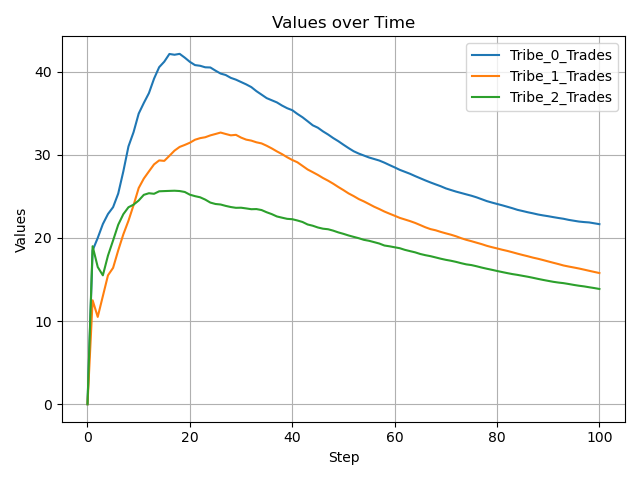 Values over Time
Tribe_0_Trades
Tribe_1_Trades
Tribe_2_Trades
Values
40
30
20
10
0
0 20 40 60 80 100
Step